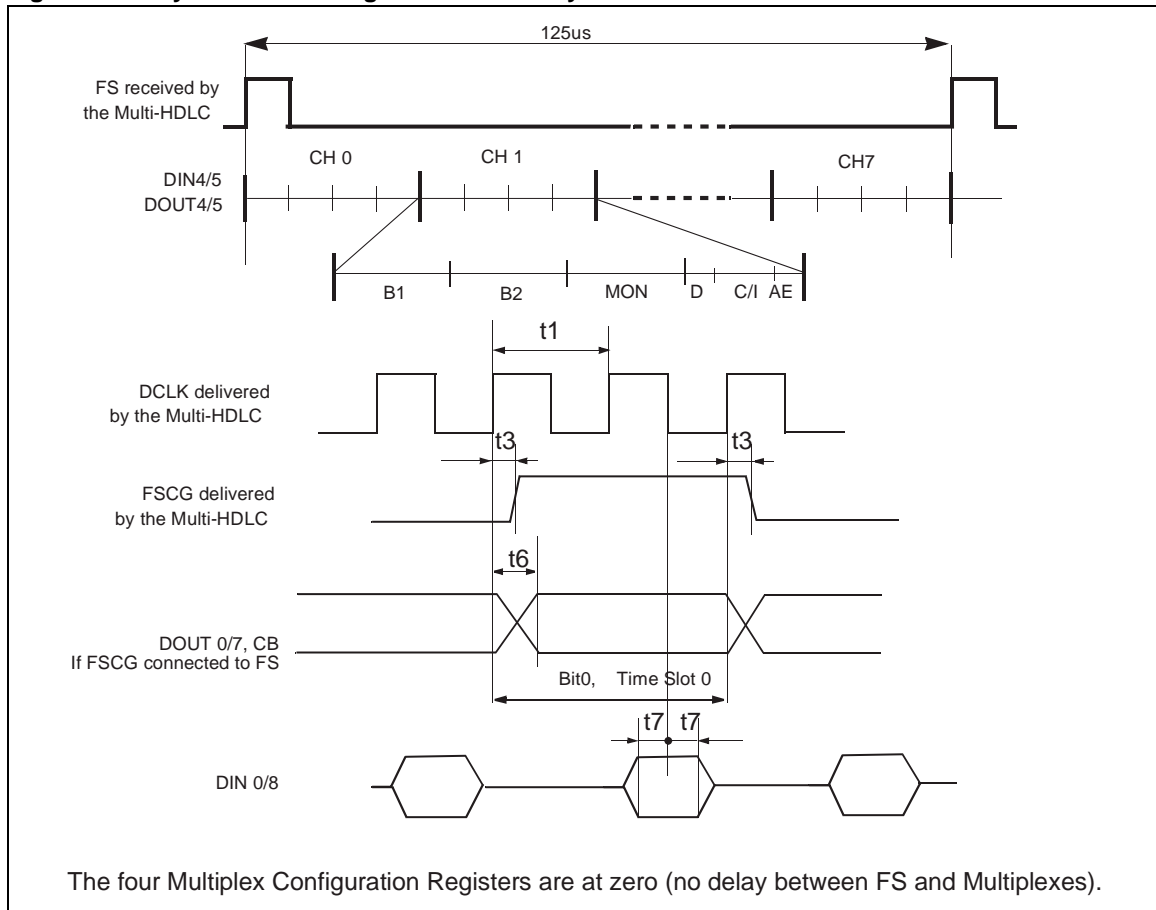 125us
FS received by
the Multi-HDLC
CH 0
CH 1
CH7
DIN4/5
DOUT4/5
B1
B2
MON
D
C/I
AE
t1
DCLK delivered
by the Multi-HDLC
t3
t3
FSCG delivered
by the Multi-HDLC
t6
DOUT 0/7, CB
If FSCG connected to FS
Bit0, Time Slot 0
t7
t7
DIN 0/8
The four Multiplex Configuration Registers are at zero (no delay between FS and Multiplexes).